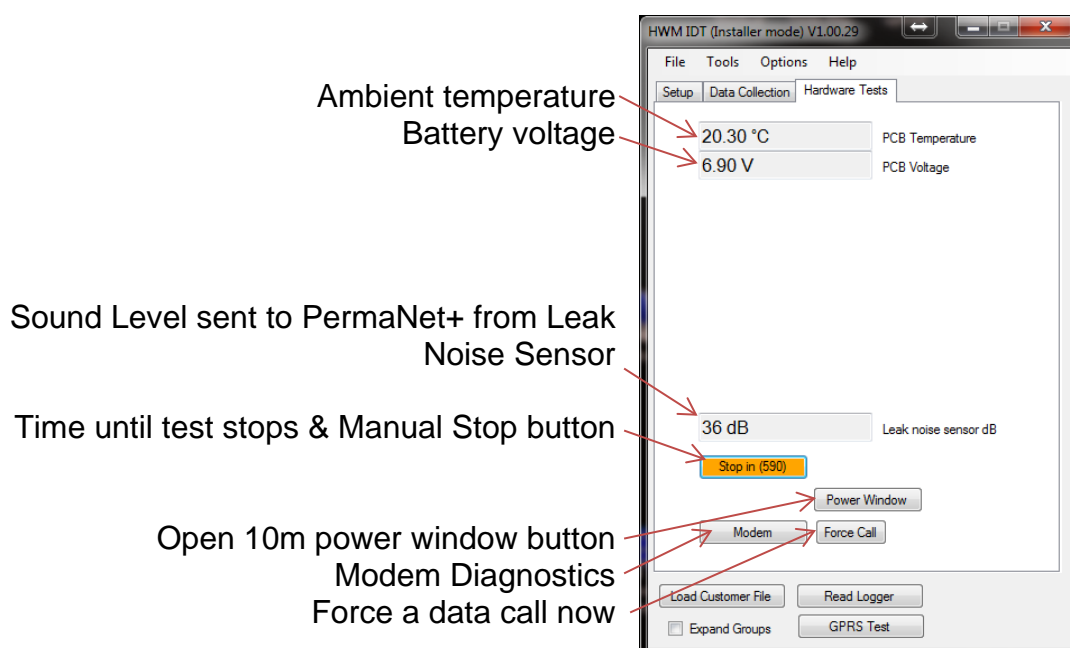 HWM IDT (Installer mode) V1.00.29
File Tools Options Help
Setup Data Collection Hardware Tests
Ambient temperature
20.30 °C PCB Temperature
Battery voltage
6.90 V PCB Voltage
Sound Level sent to PermaNet+ from Leak
Noise Sensor
36 dB Leak noise sensor dB
Time until test stops & Manual Stop button
Stop in (590)
Power Window
Open 10m power window button
Modem Force Call
Modem Diagnostics
Force a data call now
Load Customer File Read Logger
Expand Groups GPRS Test